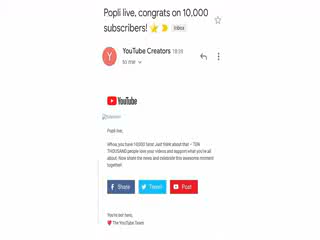 Popli live, congrats on 10,000
subscribers! Inbox
Y
YouTube Creators 18:39
to me
YouTube
Popli live,
Whoa, you have 10,000 fans! Just think about that – TEN
THOUSAND people love your videos and support what you're all
about. Now share the news and celebrate this awesome moment
together!
Share Tweet Post
You're our hero,
The YouTube Team